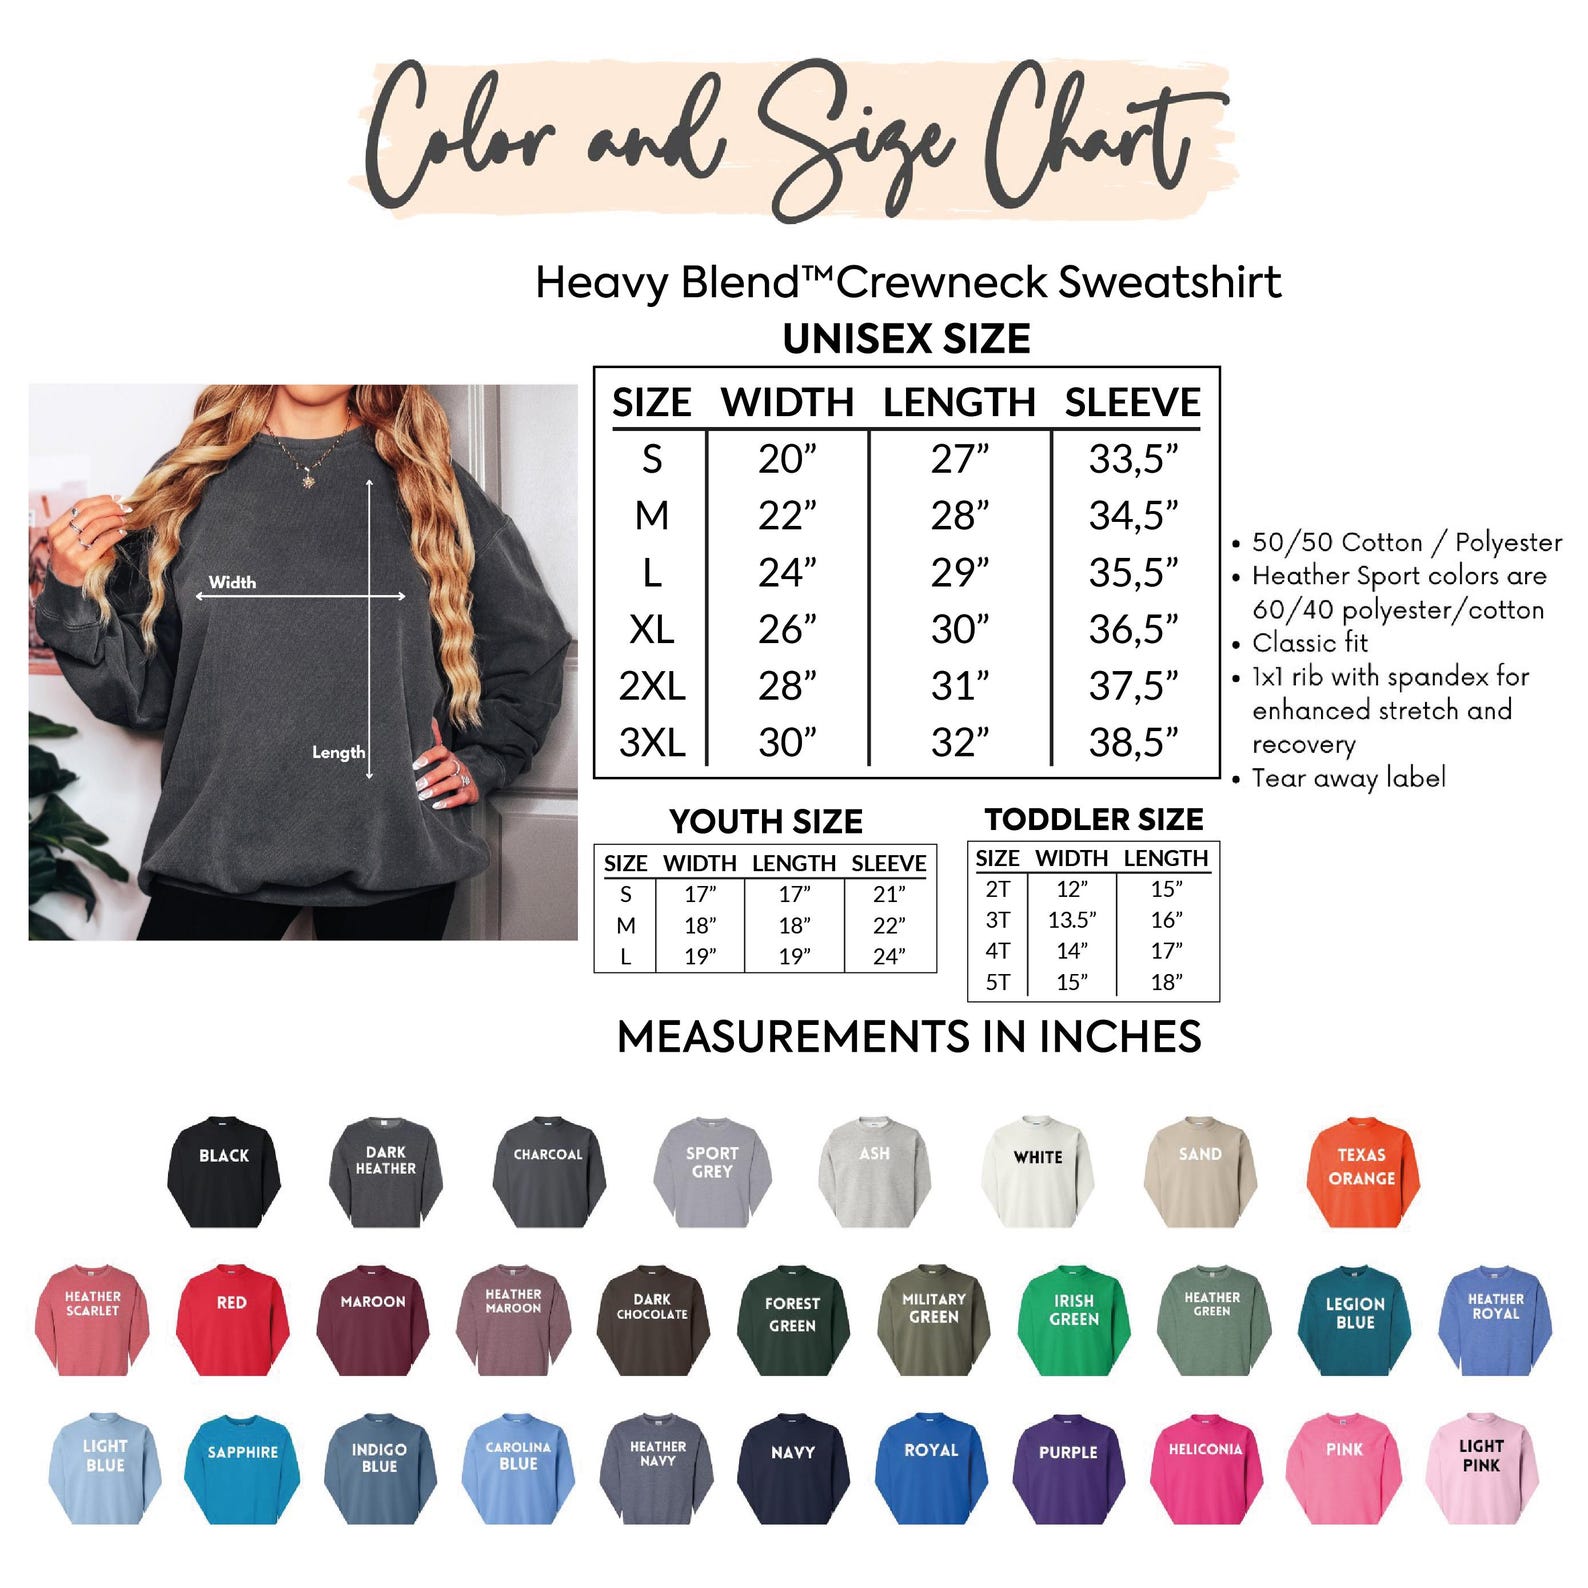 Color and Size Chart
Heavy Blend™Crewneck Sweatshirt
UNISEX SIZE
SIZE WIDTH LENGTH SLEEVE
S 20” 27” 33,5”
M 22” 28” 34,5”
L 24” 29” 35,5”
XL 26” 30” 36,5”
2XL 28” 31” 37,5”
3XL 30” 32” 38,5”
Width
Length
• 50/50 Cotton / Polyester
• Heather Sport colors are
60/40 polyester/cotton
• Classic fit
• 1x1 rib with spandex for
enhanced stretch and
recovery
• Tear away label
YOUTH SIZE
SIZE WIDTH LENGTH SLEEVE
S 17” 17” 21”
M 18” 18” 22”
L 19” 19” 24”
TODDLER SIZE
SIZE WIDTH LENGTH
2T 12” 15”
3T 13.5” 16”
4T 14” 17”
5T 15” 18”
MEASUREMENTS IN INCHES
BLACK
DARK
HEATHER
CHARCOAL
SPORT
GREY
ASH
WHITE
SAND
TEXAS
ORANGE
HEATHER
SCARLET
RED
MAROON
HEATHER
MAROON
DARK
CHOCOLATE
FOREST
GREEN
MILITARY
GREEN
IRISH
GREEN
HEATHER
GREEN
LEGION
BLUE
HEATHER
ROYAL
LIGHT
BLUE
SAPPHIRE
INDIGO
BLUE
CAROLINA
BLUE
HEATHER
NAVY
NAVY
ROYAL
PURPLE
HELICONIA
PINK
LIGHT
PINK